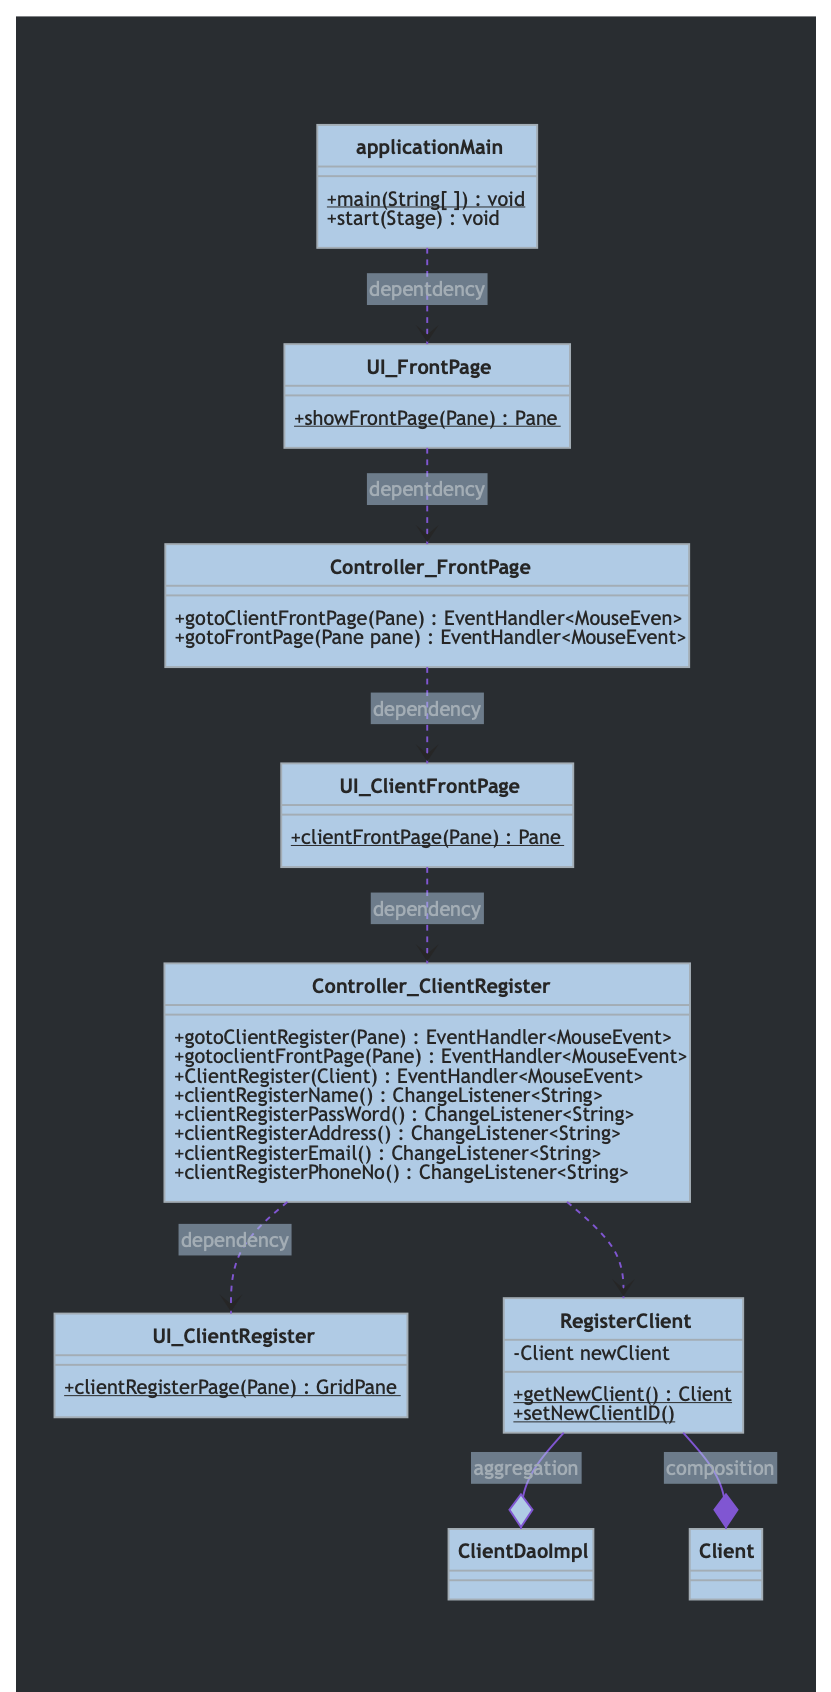 applicationMain
+main(String[ ]) : void
+start(Stage) : void
depentdency
UI_FrontPage
+showFrontPage(Pane) : Pane
depentdency
Controller_FrontPage
+gotoClientFrontPage(Pane) : EventHandler<MouseEven>
+gotoFrontPage(Pane pane) : EventHandler<MouseEvent>
dependency
UI_ClientFrontPage
+clientFrontPage(Pane) : Pane
dependency
Controller_ClientRegister
+gotoClientRegister(Pane) : EventHandler<MouseEvent>
+gotoclientFrontPage(Pane) : EventHandler<MouseEvent>
+ClientRegister(Client) : EventHandler<MouseEvent>
+clientRegisterName() : ChangeListener<String>
+clientRegisterPassWord() : ChangeListener<String>
+clientRegisterAddress() : ChangeListener<String>
+clientRegisterEmail() : ChangeListener<String>
+clientRegisterPhoneNo() : ChangeListener<String>
dependency
UI_ClientRegister
+clientRegisterPage(Pane) : GridPane
RegisterClient
-Client newClient
+getNewClient() : Client
+setNewClientID()
aggregation
composition
ClientDaoImpl
Client